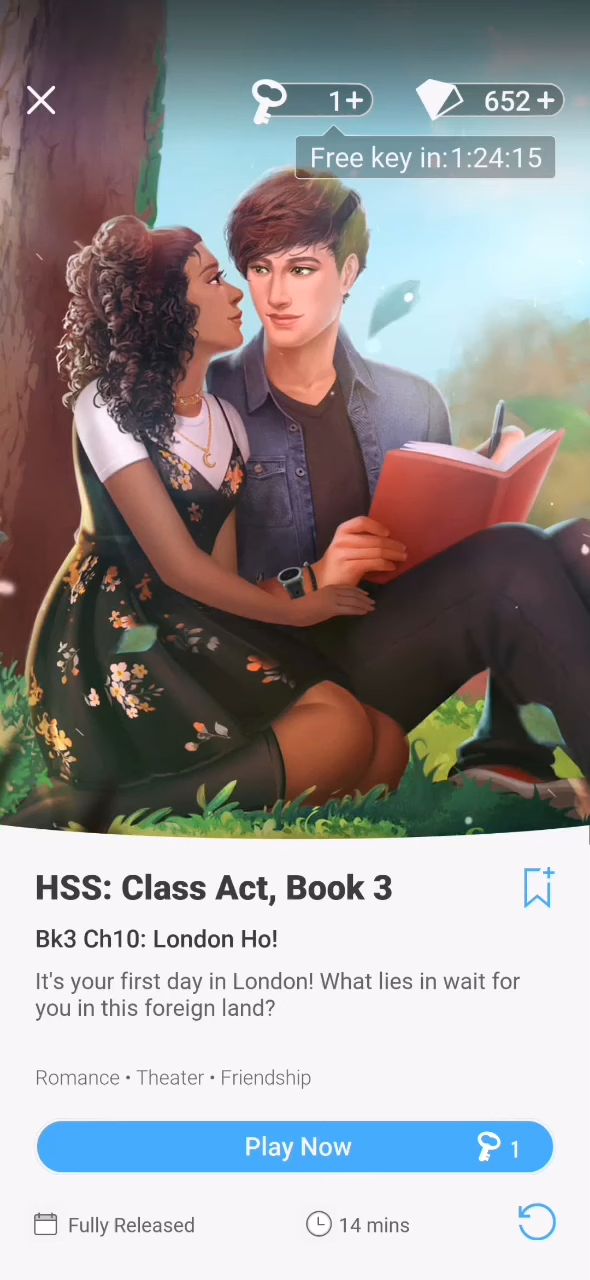 1+
652 +
Free key in:1:24:15
HSS: Class Act, Book 3
Bk3 Ch10: London Ho!
It's your first day in London! What lies in wait for
you in this foreign land?
Romance • Theater • Friendship
Play Now 1
Fully Released 14 mins